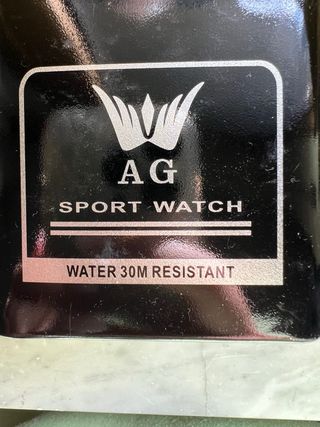 AG
SPORT WATCH
WATER 30M RESISTANT